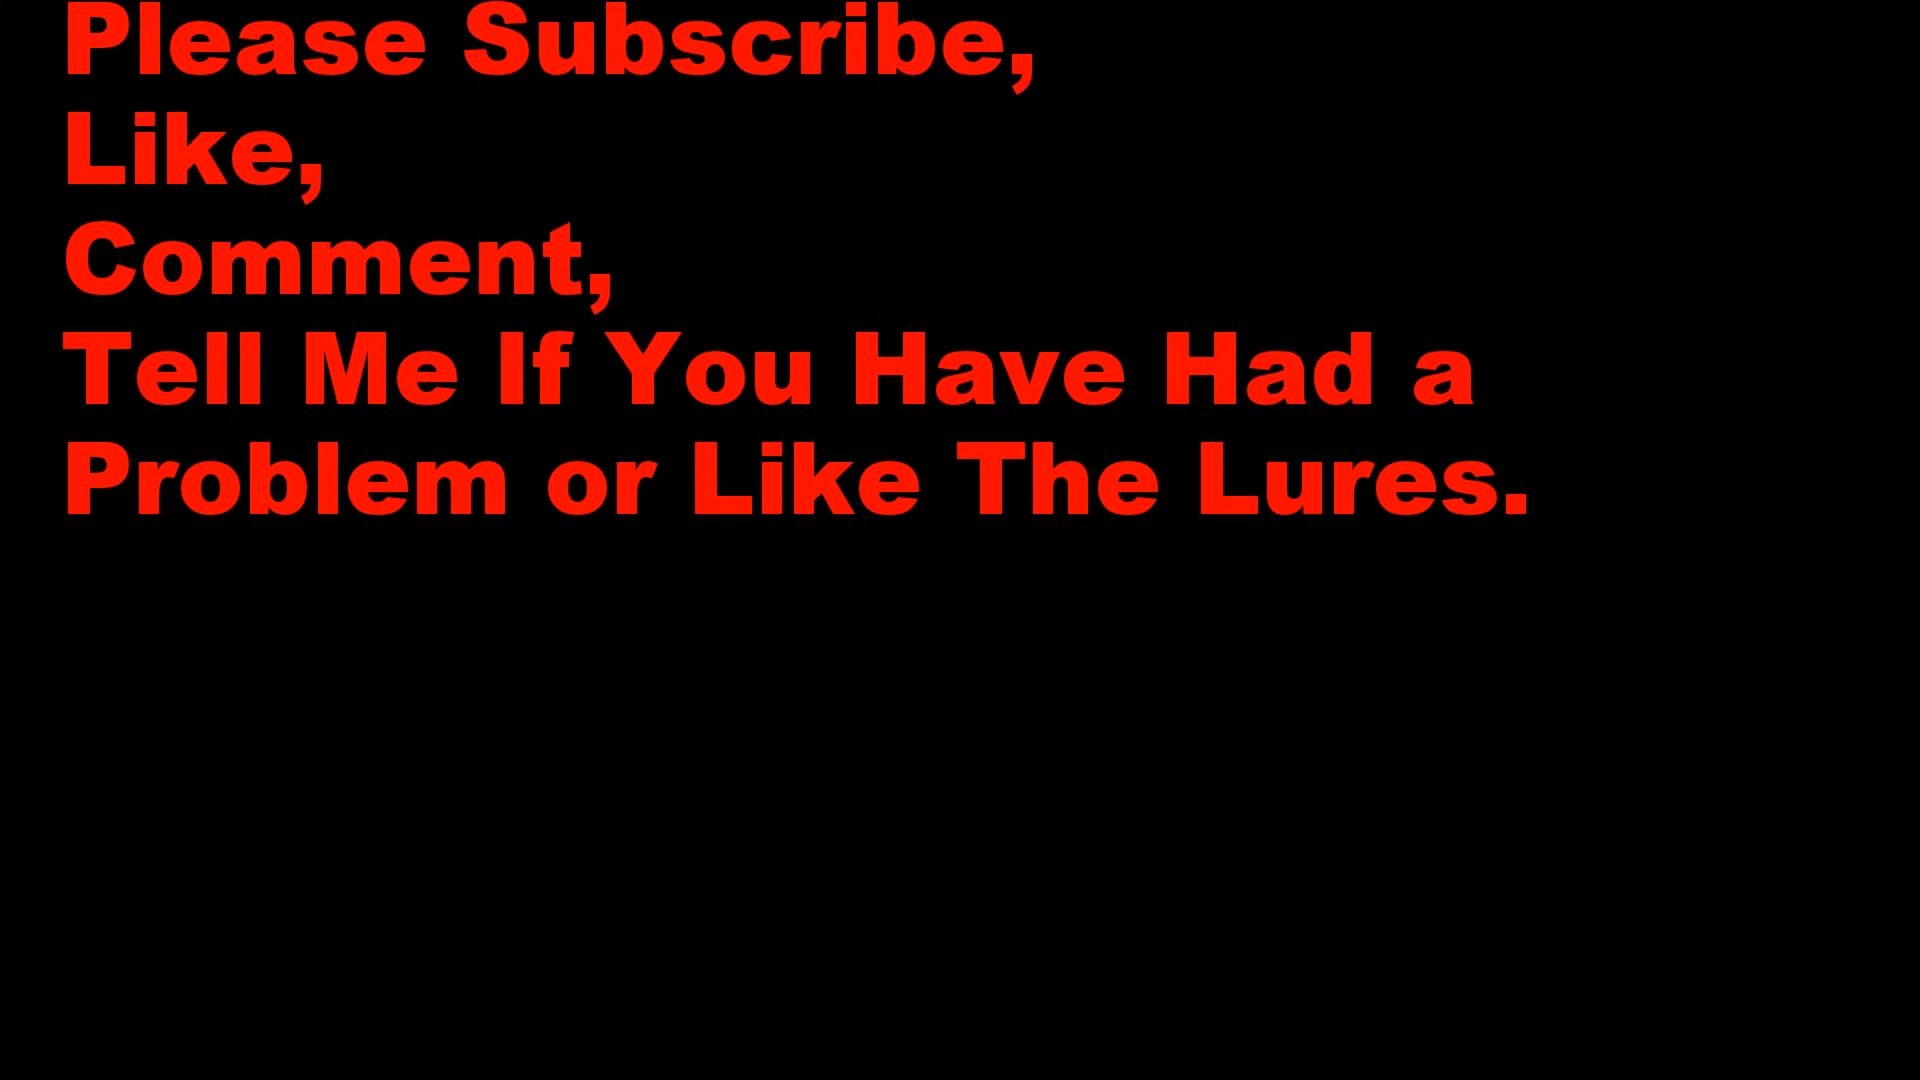 Please Subscribe,
Like,
Comment,
Tell Me If You Have Had a
Problem or Like The Lures.